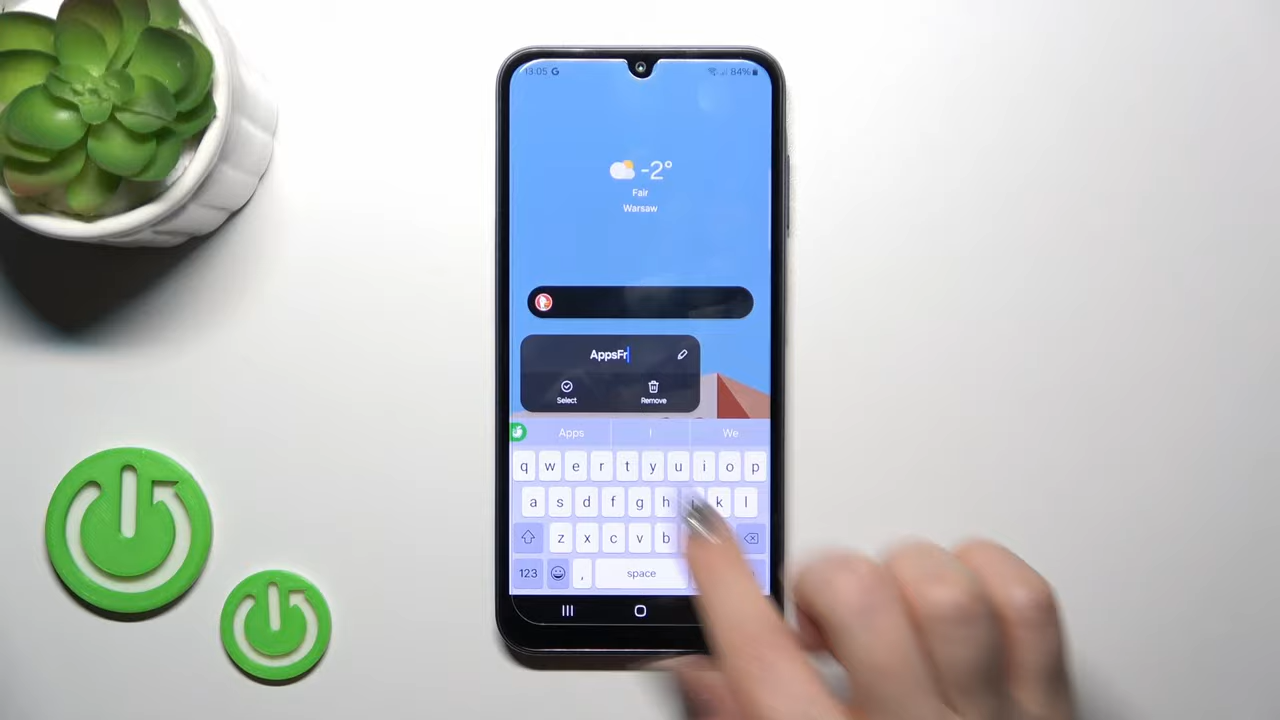 13:05 G 84%
-2°
Fair
Warsaw
AppsFr
Select Remove
Apps I We
q w e r t y u i o p
a s d f g h j k l
z x c v b
123 , space